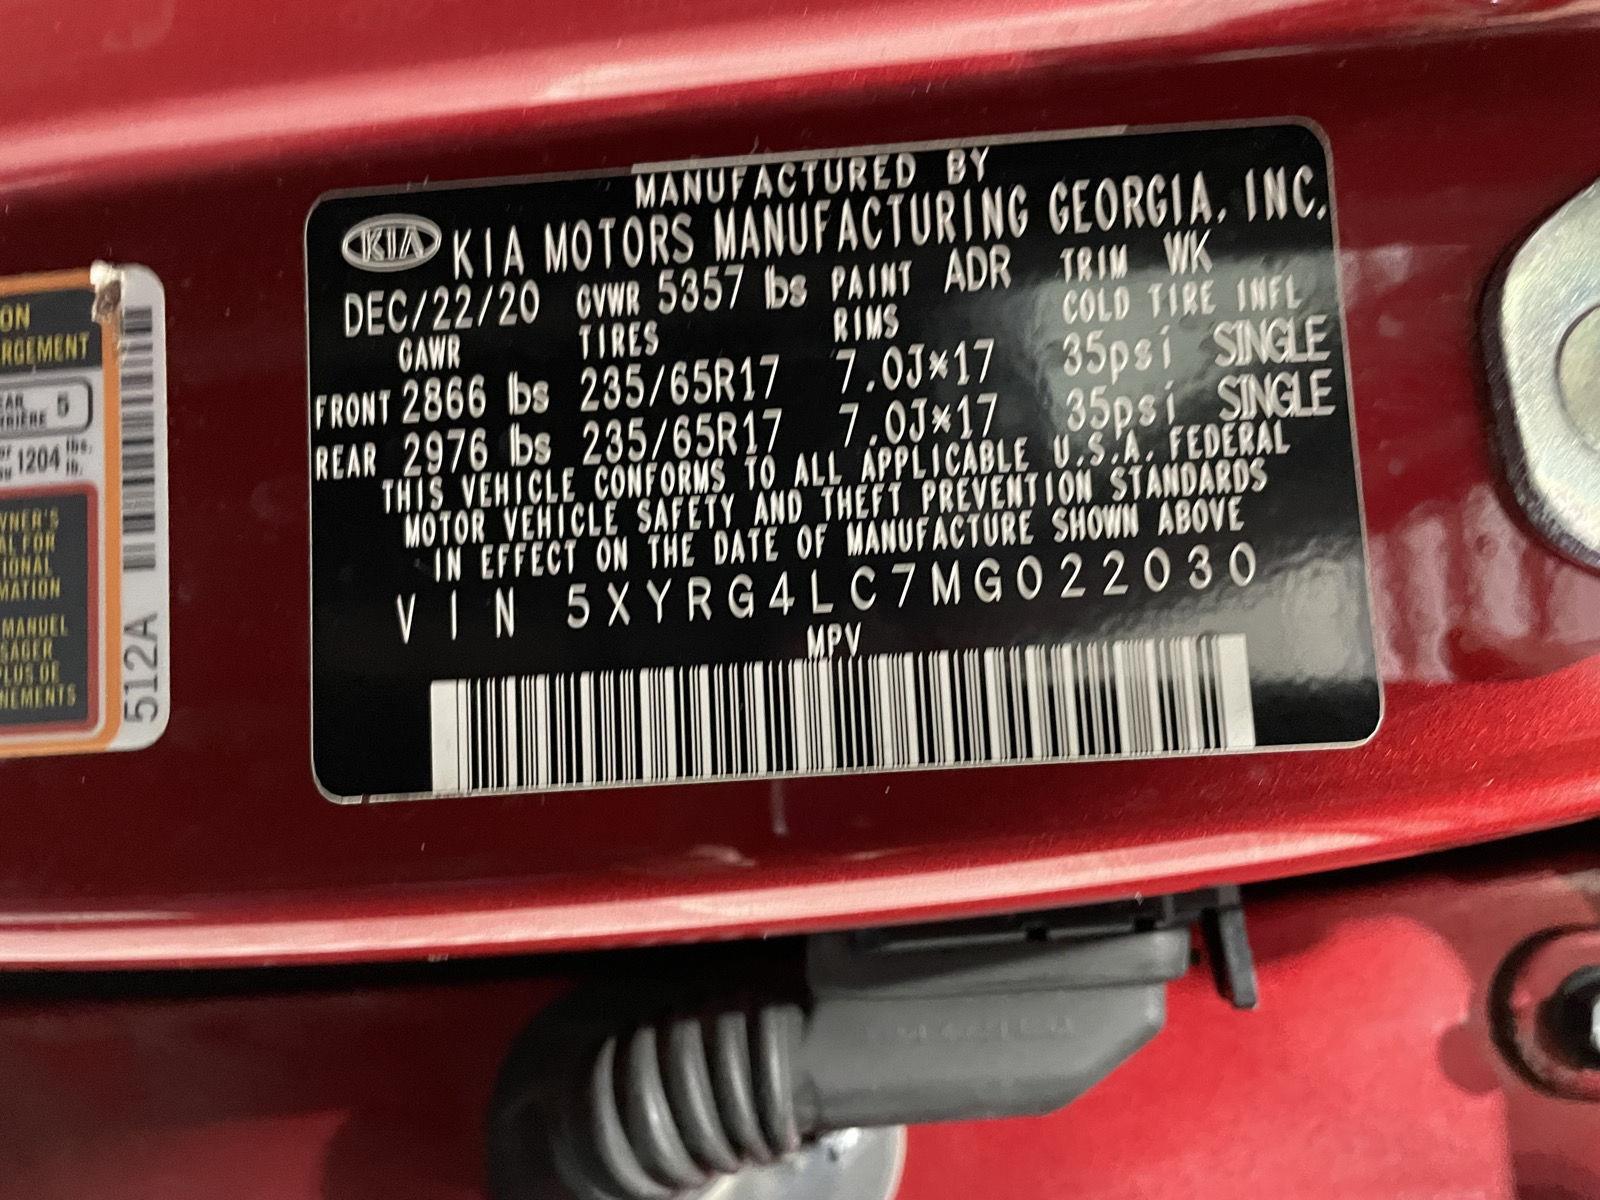 MANUFACTURED BY
KIA KIA MOTORS MANUFACTURING GEORGIA, INC.
DEC/22/20 GVWR 5357 lbs PAINT ADR TRIM WK
GAWR TIRES RIMS COLD TIRE INFL
FRONT 2866 lbs 235/65R17 7.0J×17 35psi SINGLE
REAR 2976 lbs 235/65R17 7.0J×17 35psi SINGLE
THIS VEHICLE CONFORMS TO ALL APPLICABLE U.S.A. FEDERAL
MOTOR VEHICLE SAFETY AND THEFT PREVENTION STANDARDS
IN EFFECT ON THE DATE OF MANUFACTURE SHOWN ABOVE
VIN 5XYRG4LC7MG022030
MPV
ON
RGEMENT
5
1204 lbs.
lb.
WNER'S
AL FOR
TIONAL
MATION
MANUEL
SAGER
PLUS DE
NEMENTS
512A